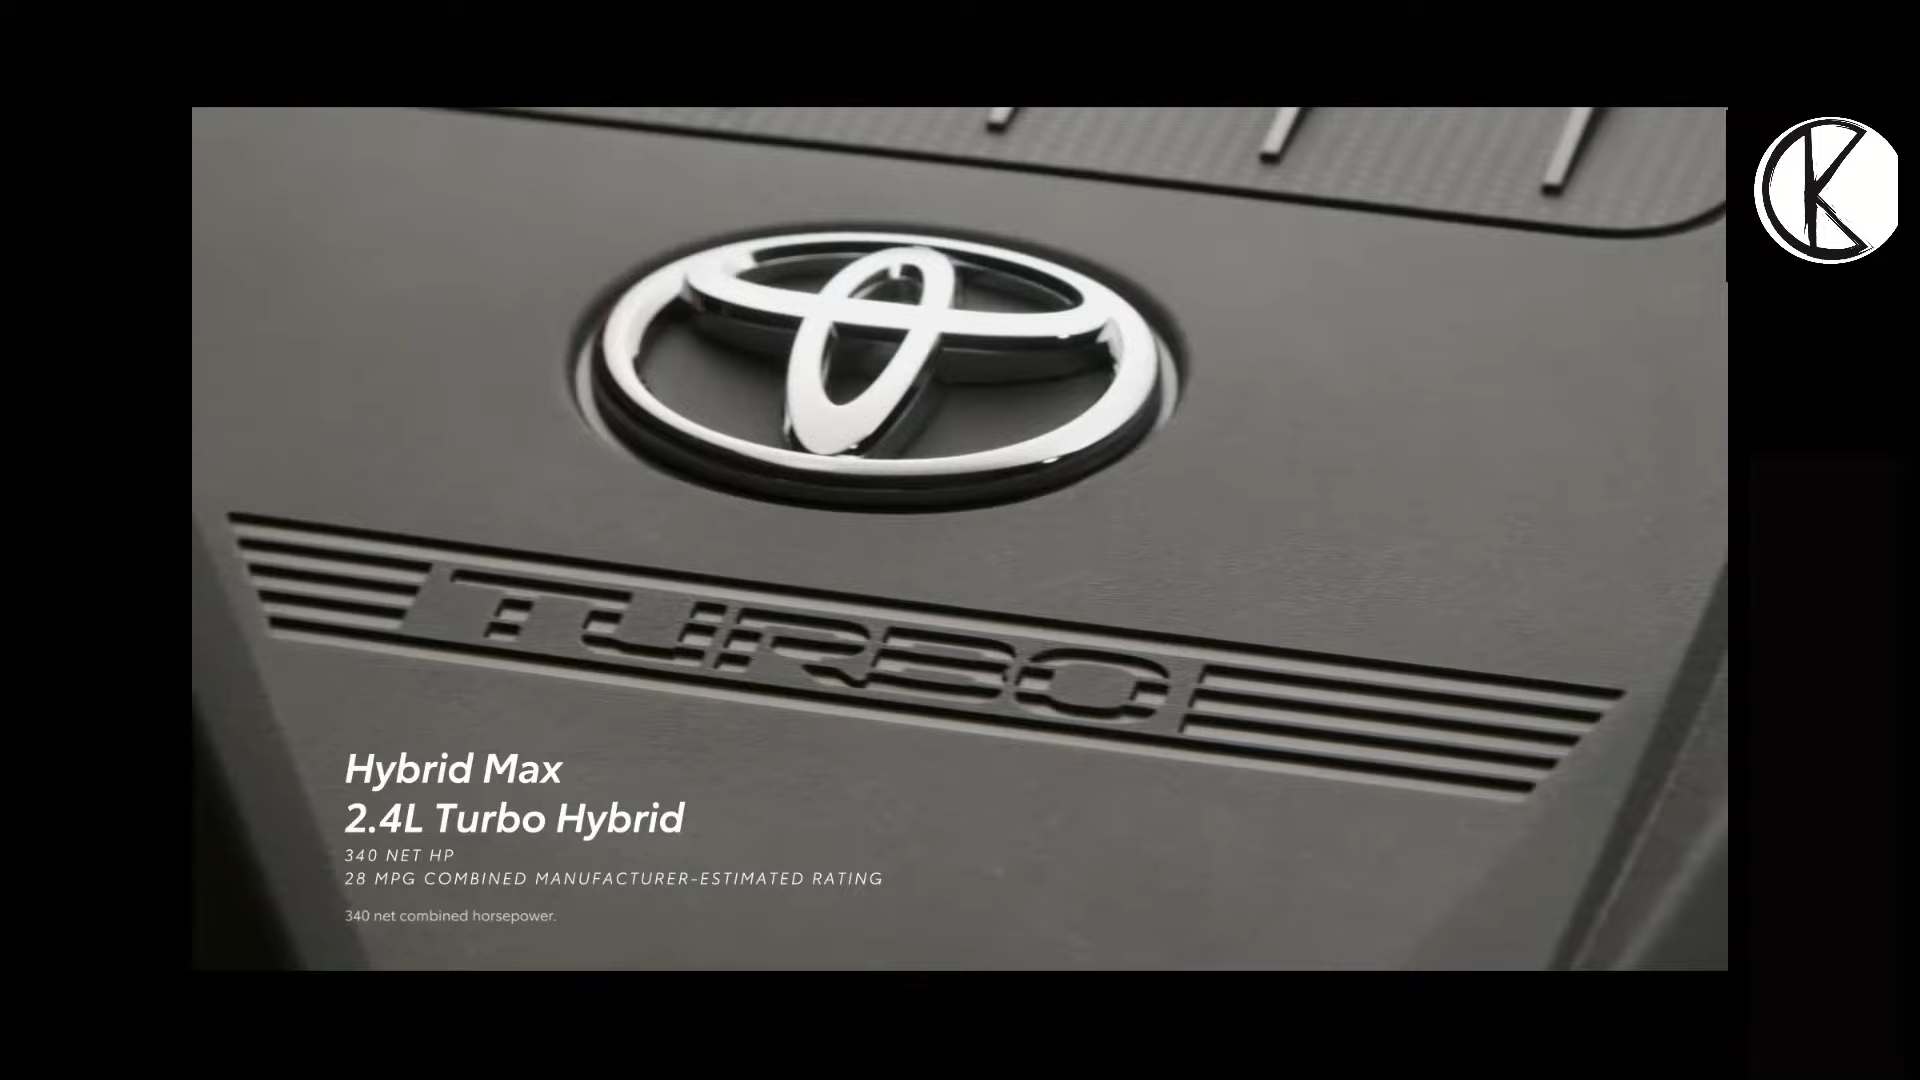 TURBO
Hybrid Max
2.4L Turbo Hybrid
340 NET HP
28 MPG COMBINED MANUFACTURER-ESTIMATED RATING
340 net combined horsepower.
K